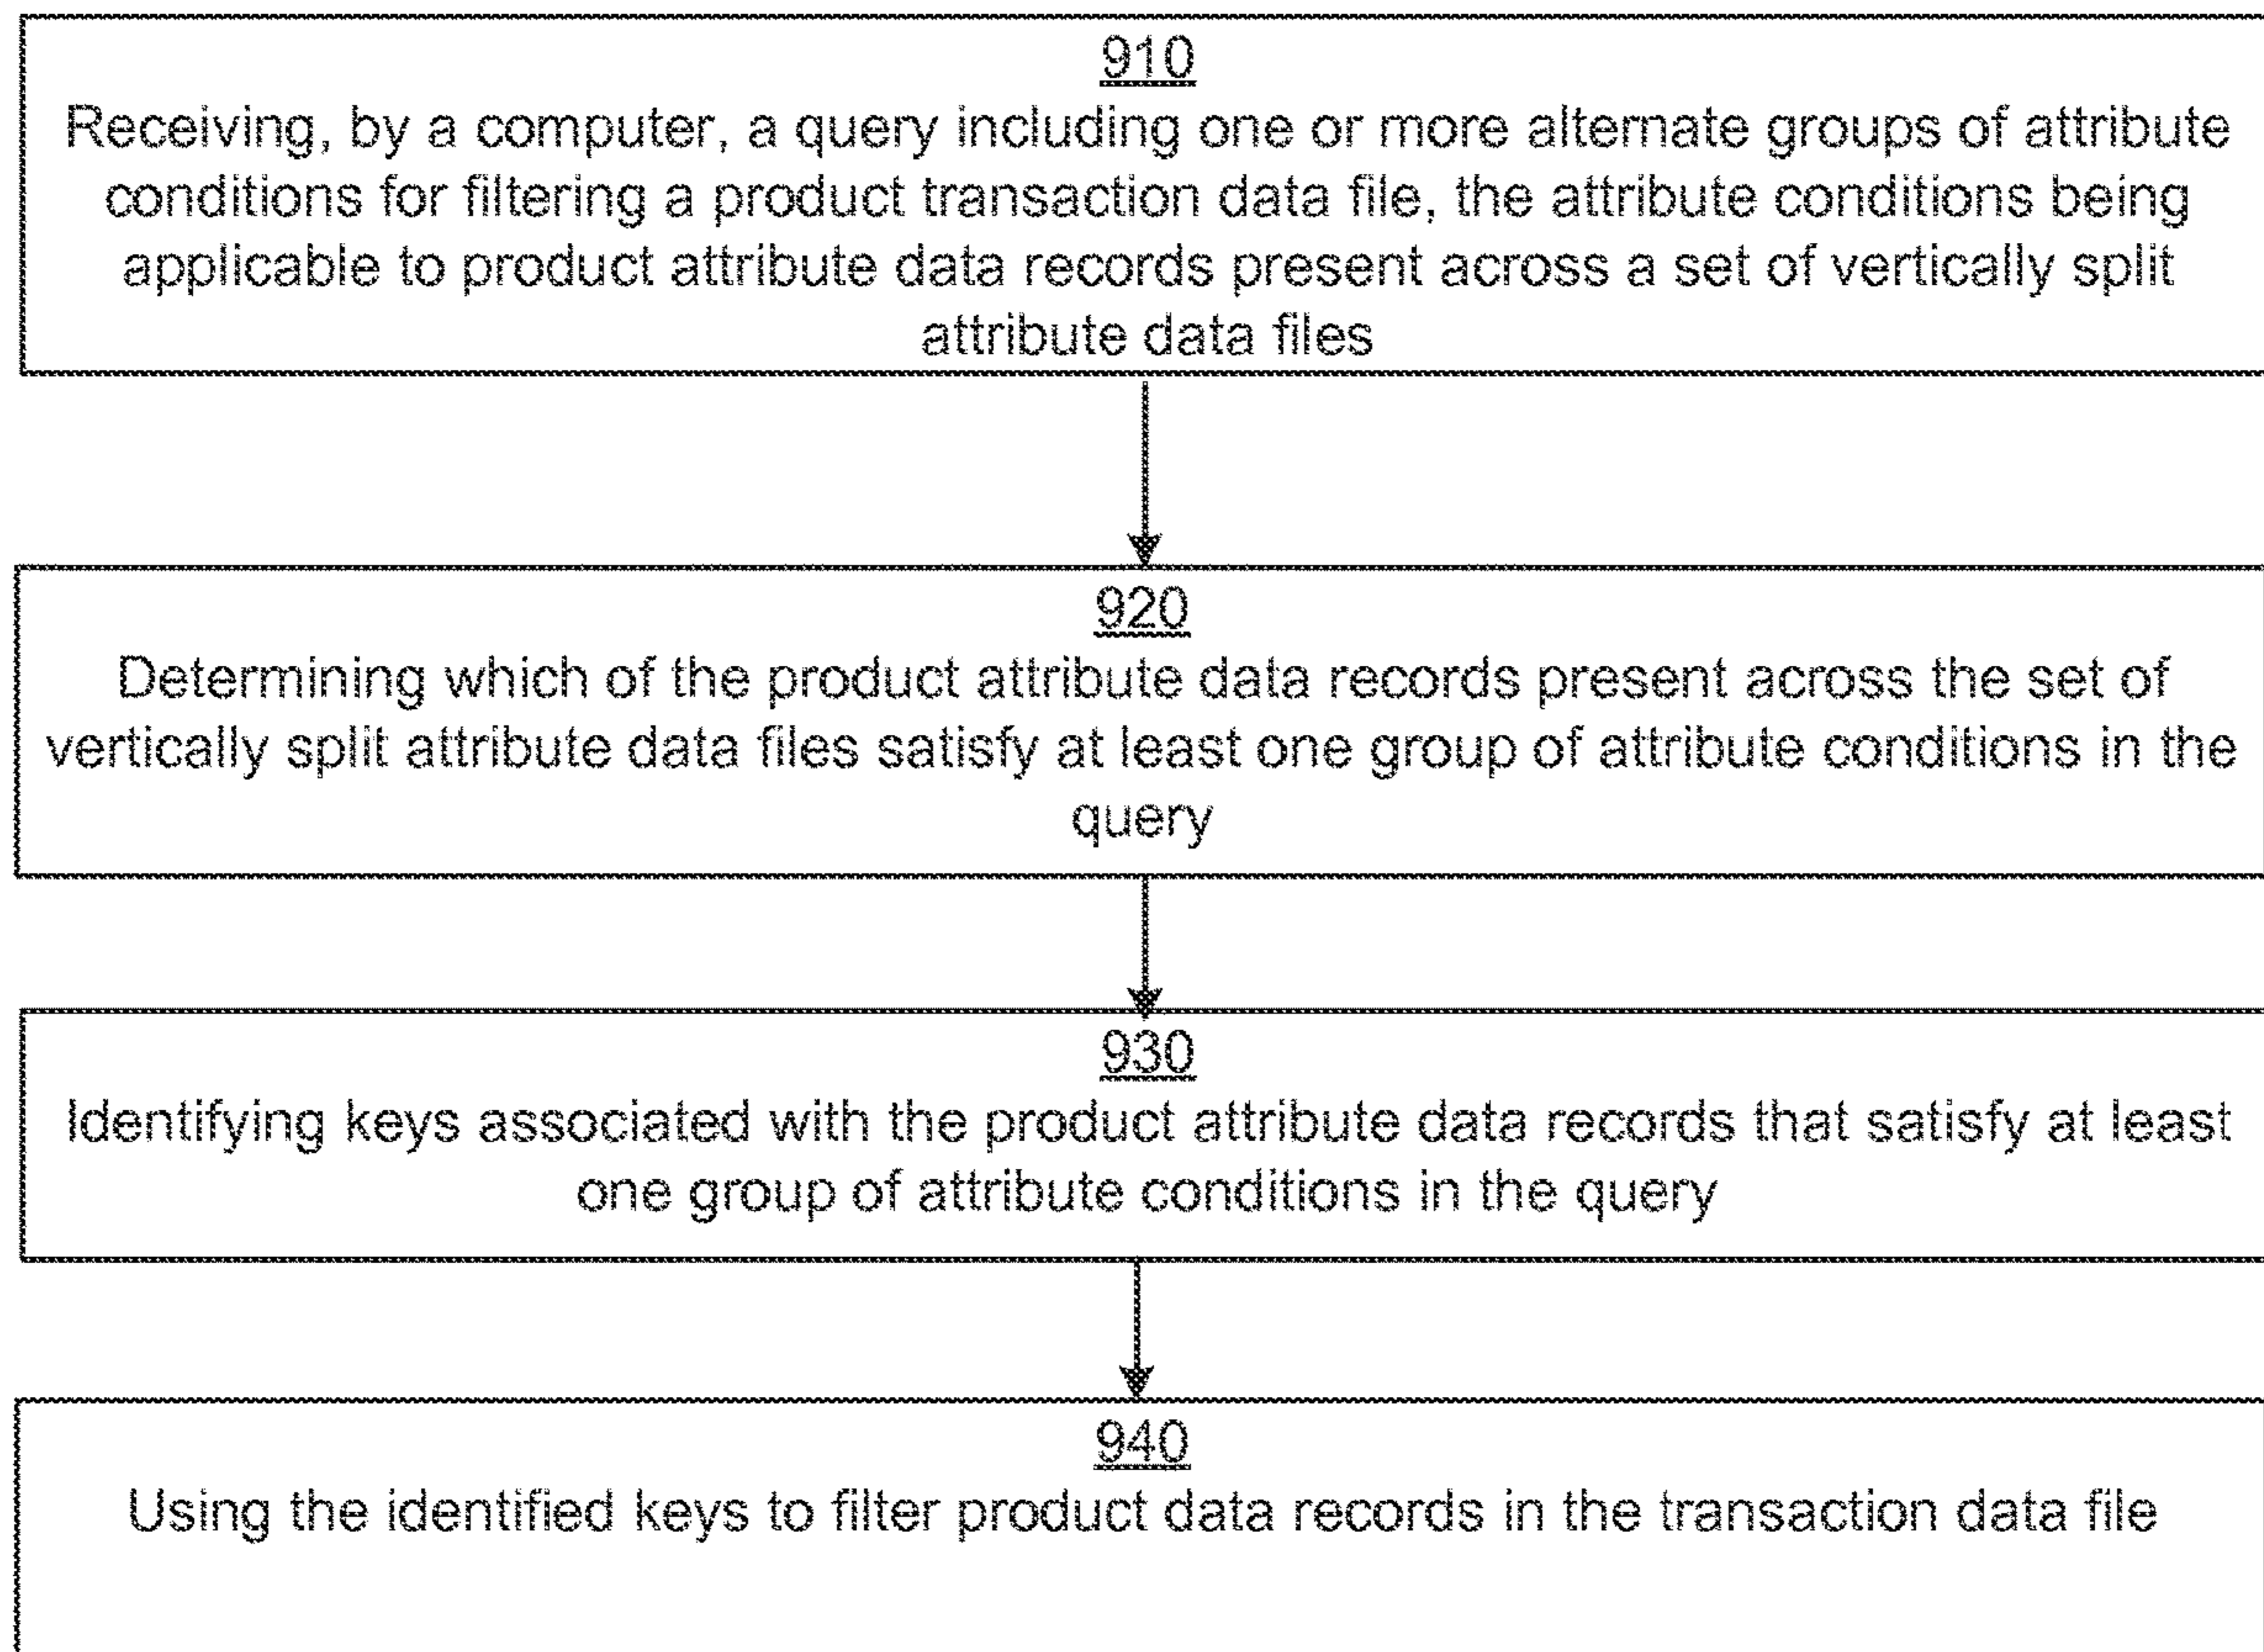 910
Receiving, by a computer, a query including one or more alternate groups of attribute
conditions for filtering a product transaction data file, the attribute conditions being
applicable to product attribute data records present across a set of vertically split
attribute data files
920
Determining which of the product attribute data records present across the set of
vertically split attribute data files satisfy at least one group of attribute conditions in the
query
930
Identifying keys associated with the product attribute data records that satisfy at least
one group of attribute conditions in the query
940
Using the identified keys to filter product data records in the transaction data file